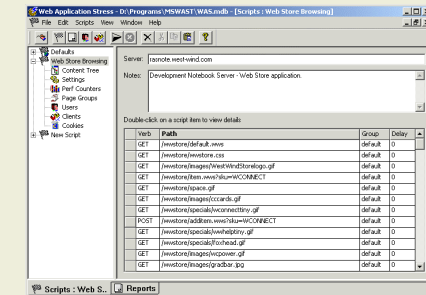 Web Application Stress - D:\Programs\MSWAST\WAS.mdb - [Scripts : Web Store Browsing]
File Edit Scripts View Window Help
Defaults
Web Store Browsing
Content Tree
Settings
Perf Counters
Page Groups
Users
Clients
Cookies
New Script
Server: rasnote.west-wind.com
Notes: Development Notebook Server - Web Store application.
Double-click on a script item to view details
Verb Path Group Delay
GET /wwstore/default.wws default 0
GET /wwstore/wwstore.css default 0
GET /wwstore/images/WestWindStorelogo.gif default 0
GET /wwstore/item.wws?sku=WCONNECT default 0
GET /wwstore/space.gif default 0
GET /wwstore/images/cccards.gif default 0
GET /wwstore/specials/wconnecttiny.gif default 0
POST /wwstore/additem.wws?sku=WCONNECT default 0
GET /wwstore/specials/wwhelptiny.gif default 0
GET /wwstore/specials/foxhead.gif default 0
GET /wwstore/images/wcpower.gif default 0
GET /wwstore/images/gradbar.jpg default 0
Scripts : Web S.. Reports